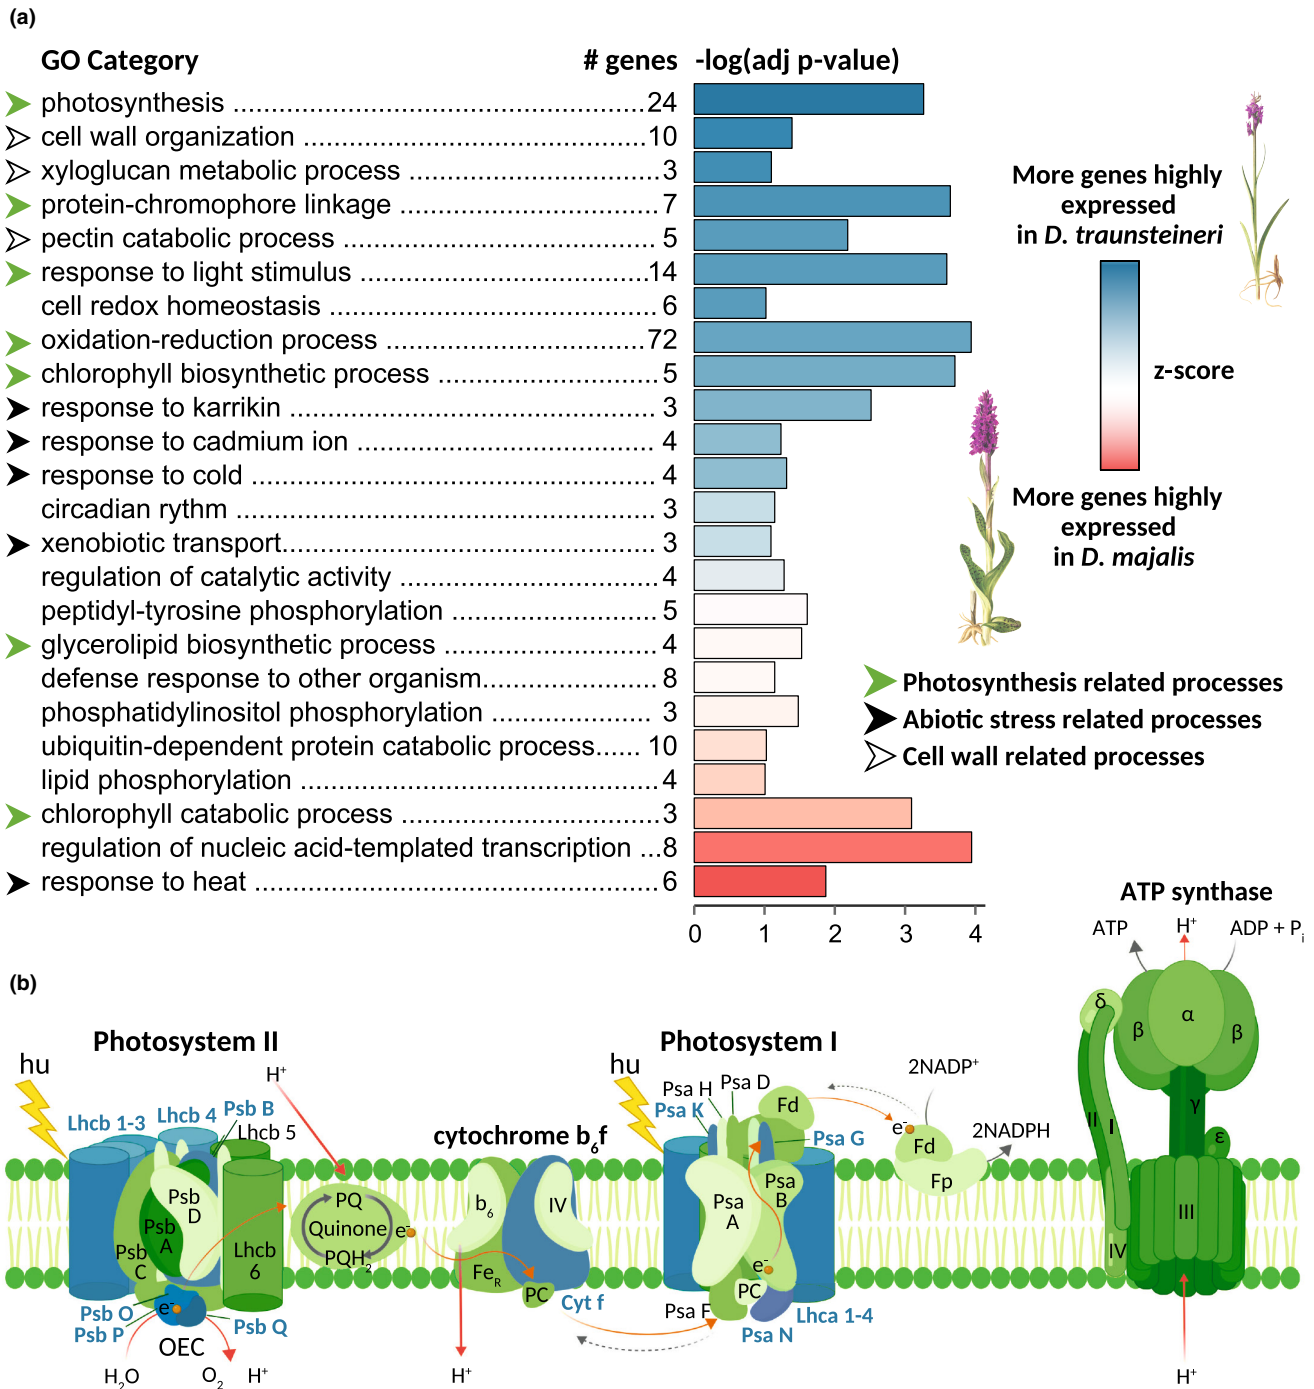 (a)
GO Category # genes -log(adj p-value)
photosynthesis ........ 24
cell wall organization ........ 10
xyloglucan metabolic process ........ 3
protein-chromophore linkage ........ 7
pectin catabolic process ........ 5
response to light stimulus ........ 14
cell redox homeostasis ........ 6
oxidation-reduction process ........ 72
chlorophyll biosynthetic process ........ 5
response to karrikin ........ 3
response to cadmium ion ........ 4
response to cold ........ 4
circadian rythm ........ 3
xenobiotic transport ........ 3
regulation of catalytic activity ........ 4
peptidyl-tyrosine phosphorylation ........ 5
glycerolipid biosynthetic process ........ 4
defense response to other organism ........ 8
phosphatidylinositol phosphorylation ........ 3
ubiquitin-dependent protein catabolic process ...... 10
lipid phosphorylation ........ 4
chlorophyll catabolic process ........ 3
regulation of nucleic acid-templated transcription ... 8
response to heat ........ 6
0 1 2 3 4
More genes highly
expressed
in D. traunsteineri
z-score
More genes highly
expressed
in D. majalis
Photosynthesis related processes
Abiotic stress related processes
Cell wall related processes
(b)
Photosystem II
hu
H⁺
Lhcb 1-3
Lhcb 4
Psb B
Lhcb 5
Psb
D
Psb
A
Psb
C
Lhcb
6
Psb O
Psb P
e⁻
Psb Q
OEC
H₂O
O₂
H⁺
PQ
Quinone
PQH₂
e⁻
cytochrome b₆f
b₆
IV
Fe_R
PC
Cyt f
H⁺
Photosystem I
hu
Psa H
Psa D
Psa K
Fd
Psa G
Psa
A
Psa
B
e⁻
PC
Psa F
Psa N
Lhca 1-4
2NADP⁺
e⁻
Fd
Fp
2NADPH
ATP synthase
ATP
H⁺
ADP + Pᵢ
δ
β
α
β
γ
II
I
ε
III
IV
H⁺